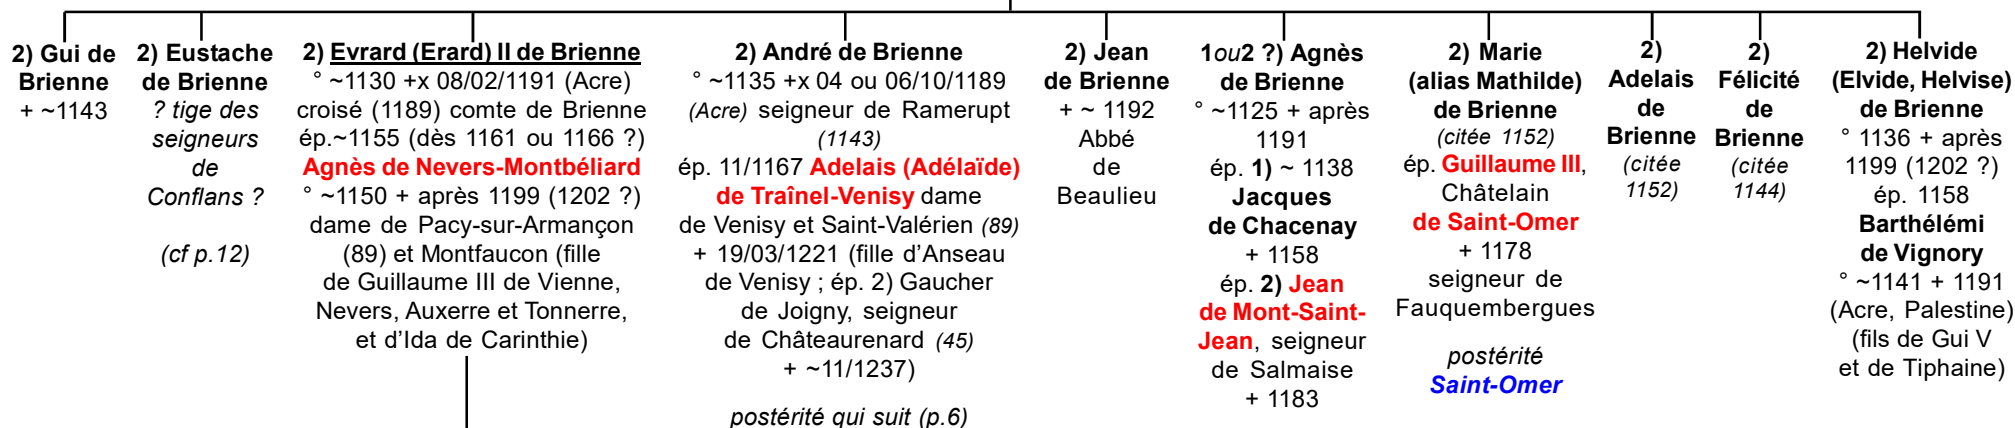 2) Gui de
Brienne
+ ~1143
2) Eustache
de Brienne
? tige des
seigneurs
de
Conflans ?
(cf p.12)
2) Evrard (Erard) II de Brienne
° ~1130 +x 08/02/1191 (Acre)
croisé (1189) comte de Brienne
ép.~1155 (dès 1161 ou 1166 ?)
Agnès de Nevers-Montbéliard
° ~1150 + après 1199 (1202 ?)
dame de Pacy-sur-Armançon
(89) et Montfaucon (fille
de Guillaume III de Vienne,
Nevers, Auxerre et Tonnerre,
et d'Ida de Carinthie)
2) André de Brienne
° ~1135 +x 04 ou 06/10/1189
(Acre) seigneur de Ramerupt
(1143)
ép. 11/1167 Adelais (Adélaïde)
de Traînel-Venisy dame
de Venisy et Saint-Valérien (89)
+ 19/03/1221 (fille d'Anseau
de Venisy ; ép. 2) Gaucher
de Joigny, seigneur
de Châteaurenard (45)
+ ~11/1237)
postérité qui suit (p.6)
2) Jean
de Brienne
+ ~ 1192
Abbé
de
Beaulieu
1ou2 ?) Agnès
de Brienne
° ~1125 + après
1191
ép. 1) ~ 1138
Jacques
de Chacenay
+ 1158
ép. 2) Jean
de Mont-Saint-
Jean, seigneur
de Salmaise
+ 1183
2) Marie
(alias Mathilde)
de Brienne
(citée 1152)
ép. Guillaume III,
Châtelain
de Saint-Omer
+ 1178
seigneur de
Fauquembergues
postérité
Saint-Omer
2)
Adelais
de
Brienne
(citée
1152)
2)
Félicité
de
Brienne
(citée
1144)
2) Helvide
(Elvide, Helvise)
de Brienne
° 1136 + après
1199 (1202 ?)
ép. 1158
Barthélémi
de Vignory
° ~1141 + 1191
(Acre, Palestine)
(fils de Gui V
et de Tiphaine)